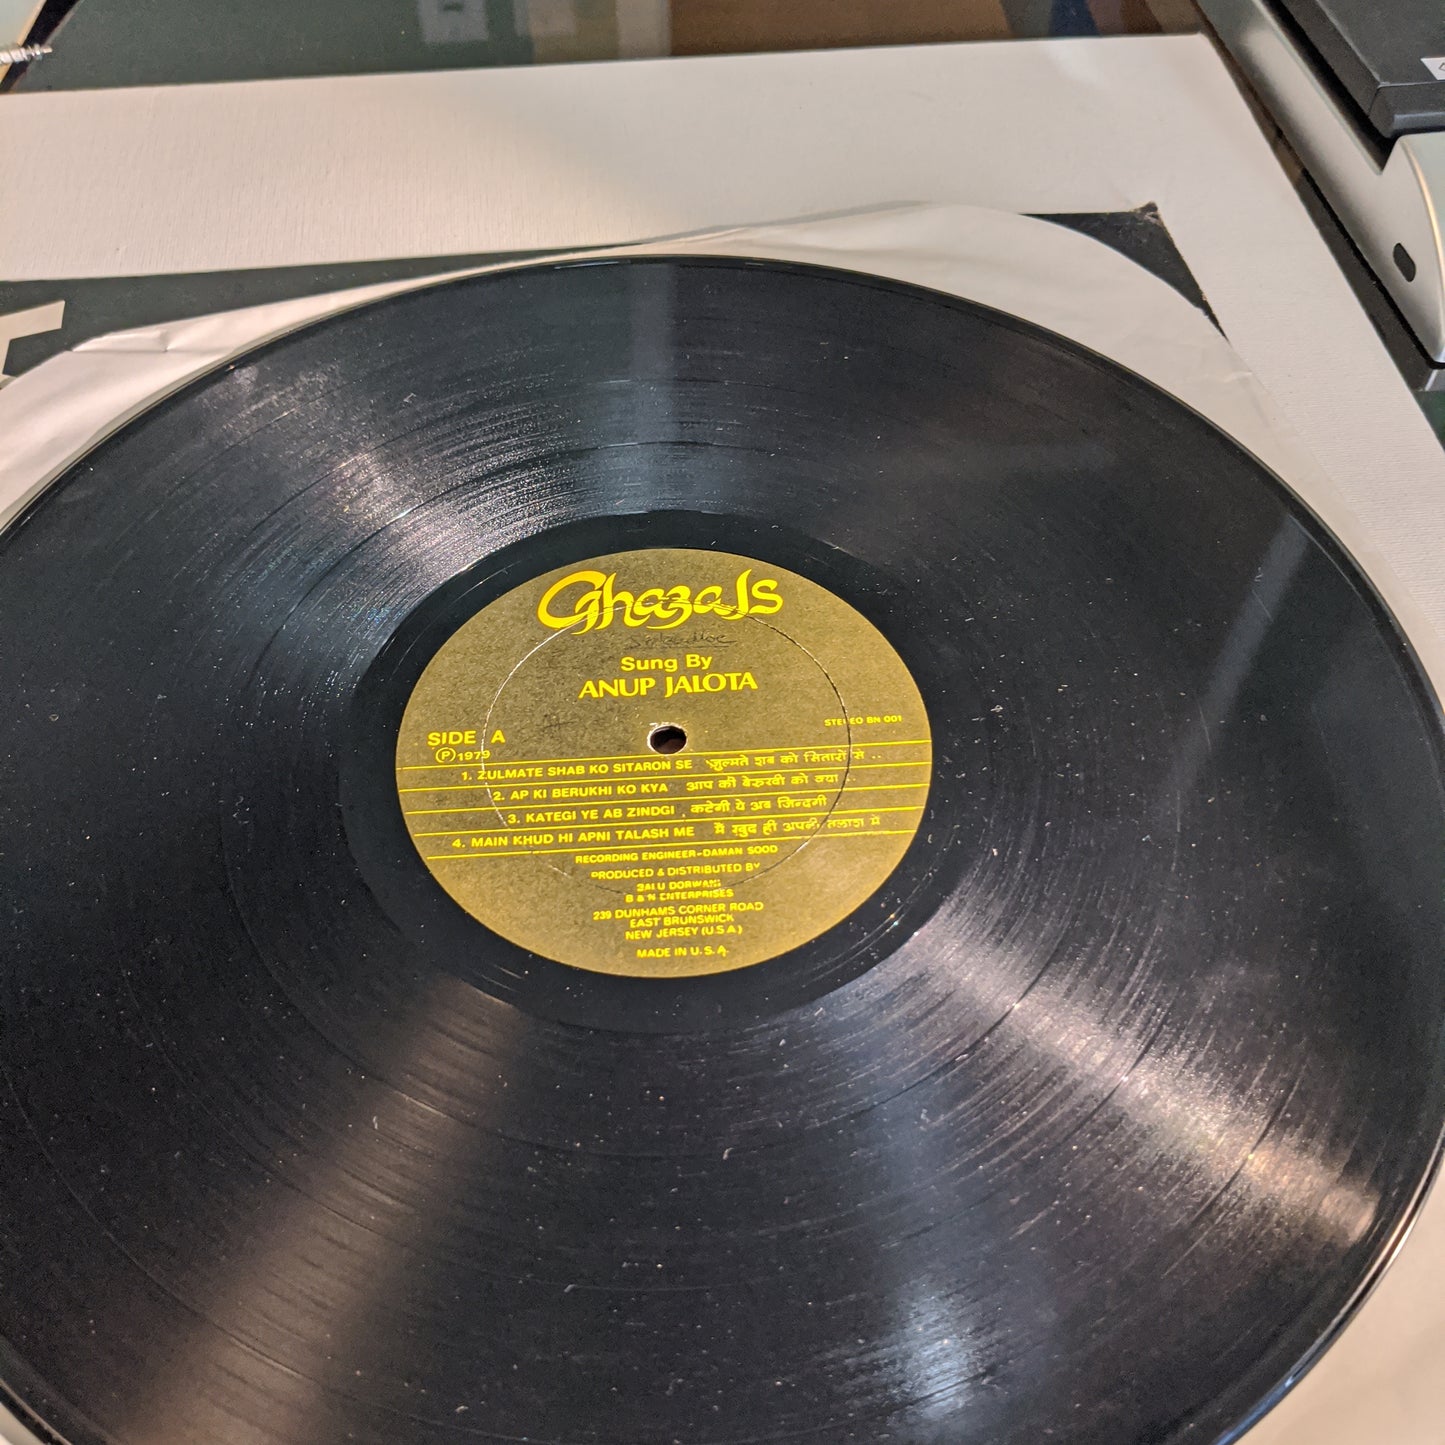 Ghazals
Sung By
ANUP JALOTA
STEREO BN 001
SIDE A
Ⓟ1979
1. ZULMATE SHAB KO SITARON SE ज़ुल्मते शब को सितारों से ..
2. AP KI BERUKHI KO KYA आप की बेरुखी को क्या ..
3. KATEGI YE AB ZINDGI . कटेगी ये अब ज़िन्दगी
4. MAIN KHUD HI APNI TALASH ME मैं ख़ुद ही अपनी तलाश में
RECORDING ENGINEER-DAMAN SOOD
PRODUCED & DISTRIBUTED BY
BALU DORWANI
B & N ENTERPRISES
239 DUNHAMS CORNER ROAD
EAST BRUNSWICK
NEW JERSEY (U.S.A)
MADE IN U.S.A.